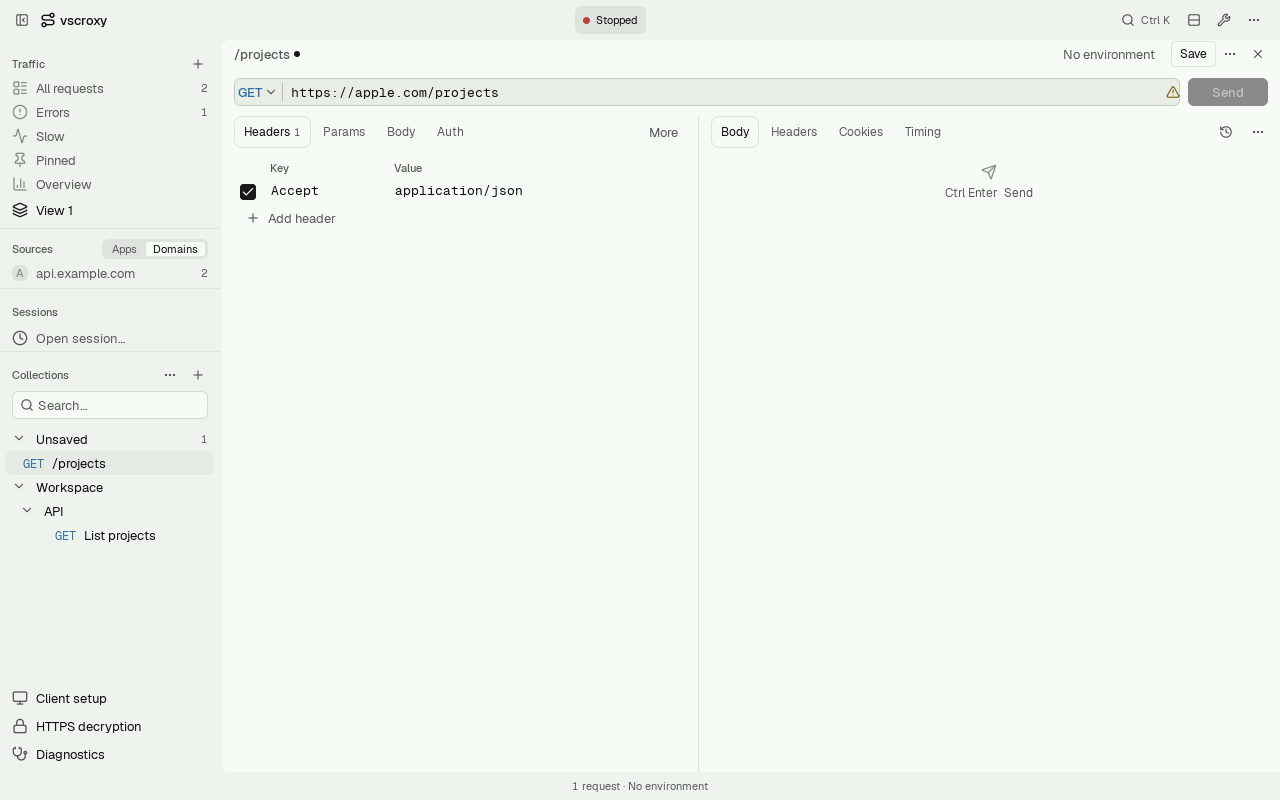 vscroxy
Stopped
Ctrl K
Traffic
All requests 2
Errors 1
Slow
Pinned
Overview
View 1
Sources Apps Domains
A api.example.com 2
Sessions
Open session...
Collections
Search...
Unsaved 1
GET /projects
Workspace
API
GET List projects
Client setup
HTTPS decryption
Diagnostics
/projects
No environment Save
GET https://apple.com/projects Send
Headers 1 Params Body Auth More
Key Value
Accept application/json
Add header
Body Headers Cookies Timing
Ctrl Enter Send
1 request · No environment